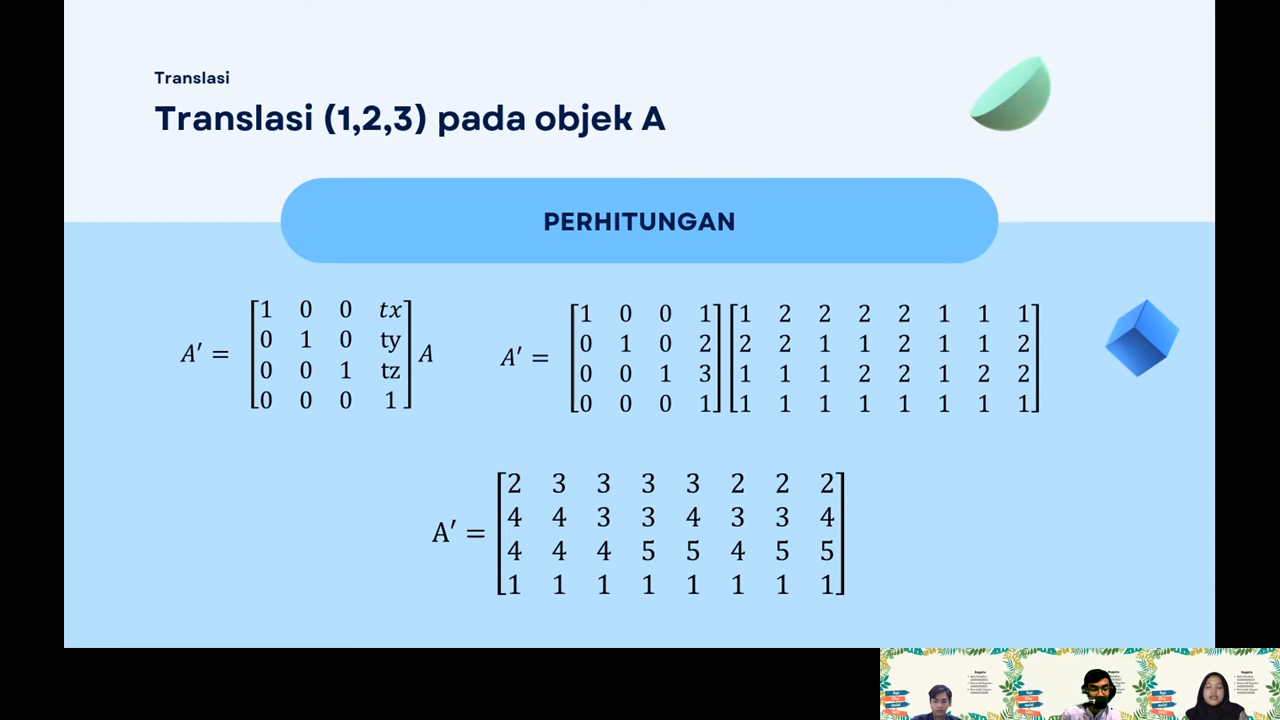 Translasi
Translasi (1,2,3) pada objek A
PERHITUNGAN
A′ = [1 0 0 tx
0 1 0 ty
0 0 1 tz
0 0 0 1] A
A′ = [1 0 0 1
0 1 0 2
0 0 1 3
0 0 0 1] [1 2 2 2 2 1 1 1
2 2 1 1 2 1 1 2
1 1 1 2 2 1 2 2
1 1 1 1 1 1 1 1]
A′ = [2 3 3 3 3 2 2 2
4 4 3 3 4 3 3 4
4 4 4 5 5 4 5 5
1 1 1 1 1 1 1 1]